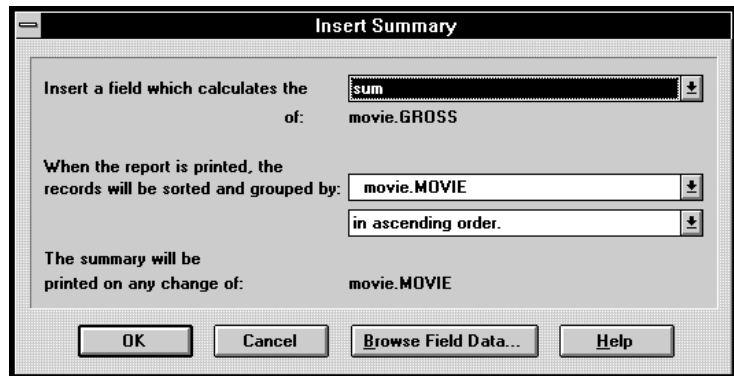 Insert Summary
Insert a field which calculates the sum
of: movie.GROSS
When the report is printed, the
records will be sorted and grouped by: movie.MOVIE
in ascending order.
The summary will be
printed on any change of: movie.MOVIE
OK Cancel Browse Field Data... Help